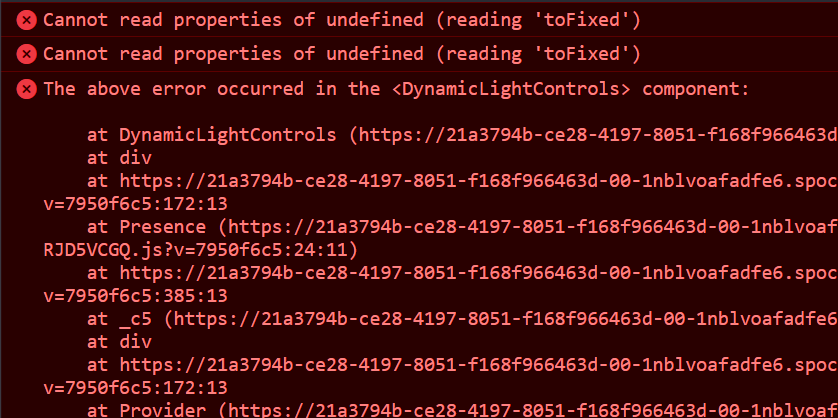 Cannot read properties of undefined (reading 'toFixed')
Cannot read properties of undefined (reading 'toFixed')
The above error occurred in the <DynamicLightControls> component:
at DynamicLightControls (https://21a3794b-ce28-4197-8051-f168f966463d
at div
at https://21a3794b-ce28-4197-8051-f168f966463d-00-1nblvoafadfe6.spoc
v=7950f6c5:172:13
at Presence (https://21a3794b-ce28-4197-8051-f168f966463d-00-1nblvoaf
RJD5VCGQ.js?v=7950f6c5:24:11)
at https://21a3794b-ce28-4197-8051-f168f966463d-00-1nblvoafadfe6.spoc
v=7950f6c5:385:13
at _c5 (https://21a3794b-ce28-4197-8051-f168f966463d-00-1nblvoafadfe6
at div
at https://21a3794b-ce28-4197-8051-f168f966463d-00-1nblvoafadfe6.spoc
v=7950f6c5:172:13
at Provider (https://21a3794b-ce28-4197-8051-f168f966463d-00-1nblvoaf